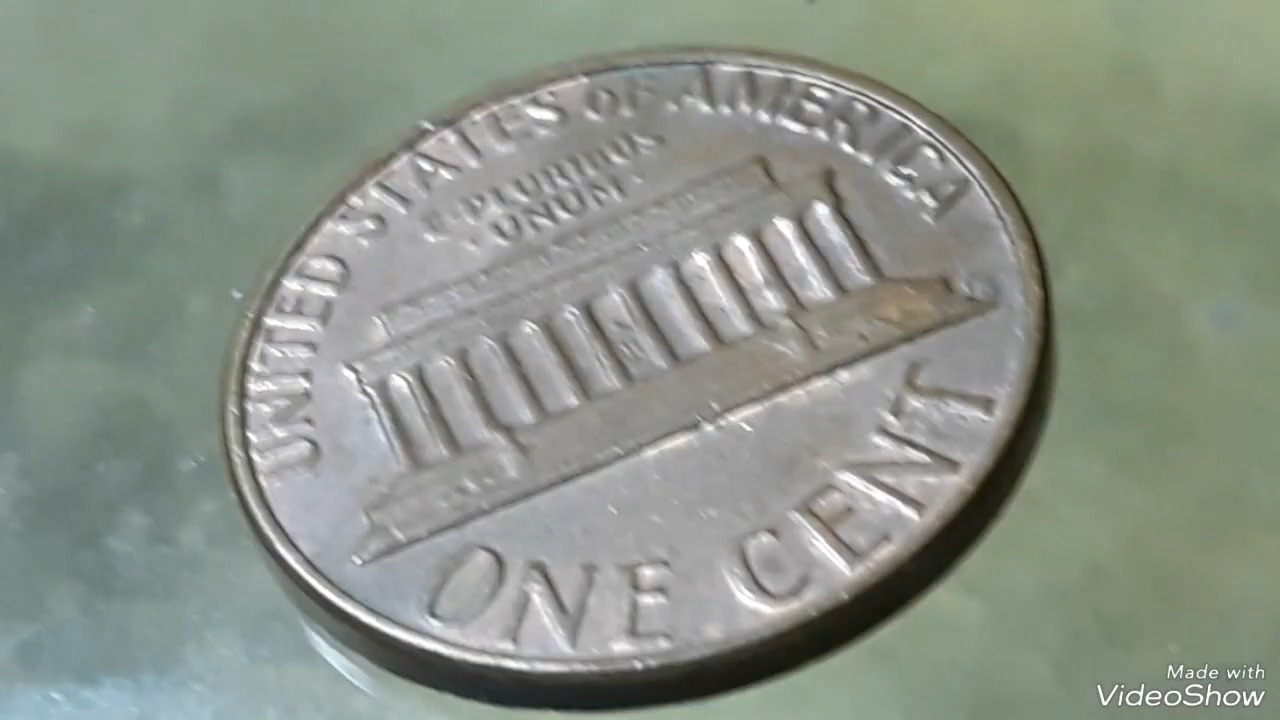 UNITED STATES OF AMERICA
E·PLURIBUS
·UNUM·
ONE CENT
Made with
VideoShow